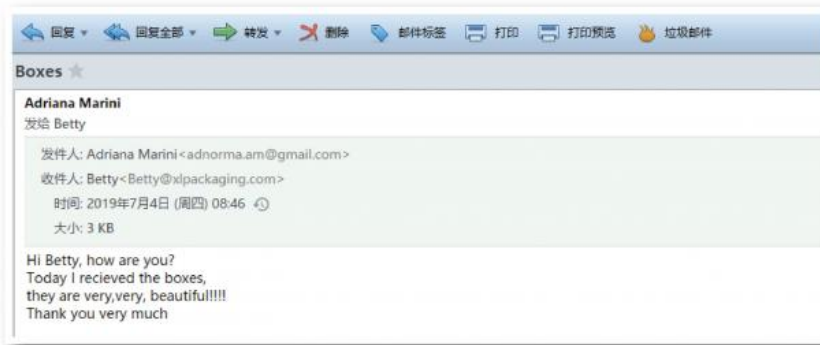 回复 回复全部 转发 删除 邮件标签 打印 打印预览 垃圾邮件
Boxes
Adriana Marini
发给 Betty
发件人: Adriana Marini<adnorma.am@gmail.com>
收件人: Betty<Betty@xlpackaging.com>
时间: 2019年7月4日 (周四) 08:46
大小: 3 KB
Hi Betty, how are you?
Today I recieved the boxes,
they are very,very, beautiful!!!!
Thank you very much